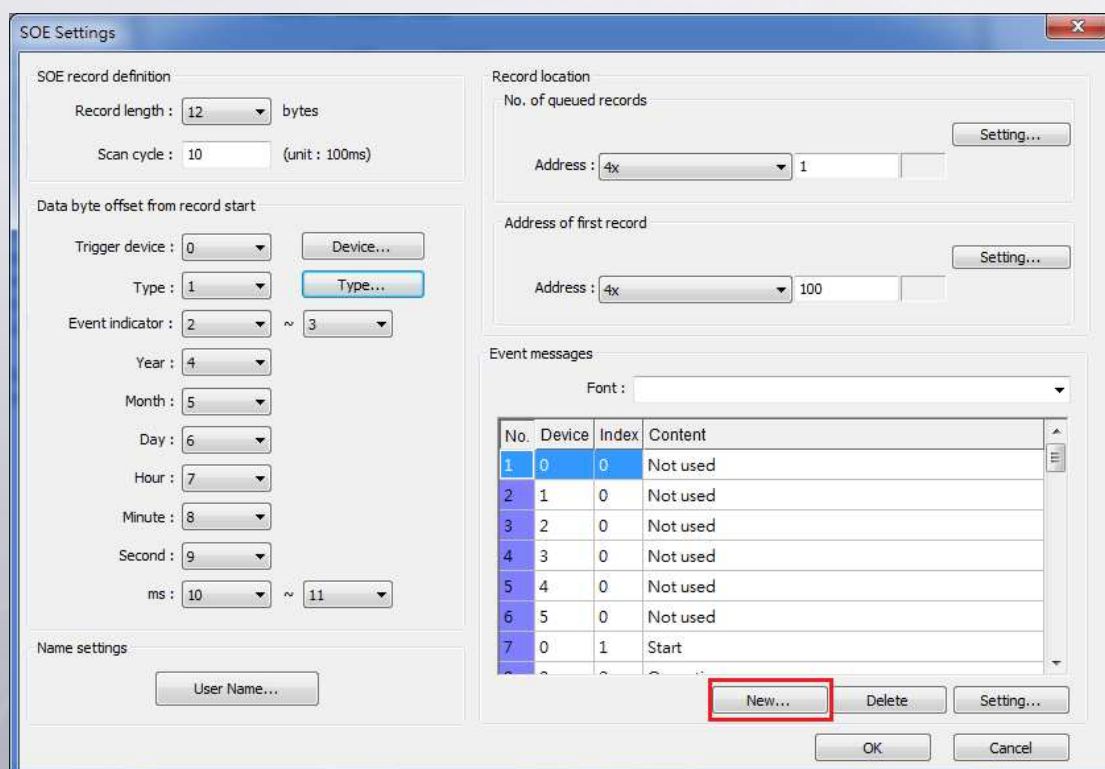 SOE Settings
SOE record definition
Record length : 12 bytes
Scan cycle : 10 (unit : 100ms)
Data byte offset from record start
Trigger device : 0 Device...
Type : 1 Type...
Event indicator : 2 ~ 3
Year : 4
Month : 5
Day : 6
Hour : 7
Minute : 8
Second : 9
ms : 10 ~ 11
Name settings
User Name...
Record location
No. of queued records
Setting...
Address : 4x 1
Address of first record
Setting...
Address : 4x 100
Event messages
Font :
No. Device Index Content
1 0 0 Not used
2 1 0 Not used
3 2 0 Not used
4 3 0 Not used
5 4 0 Not used
6 5 0 Not used
7 0 1 Start
New... Delete Setting...
OK Cancel